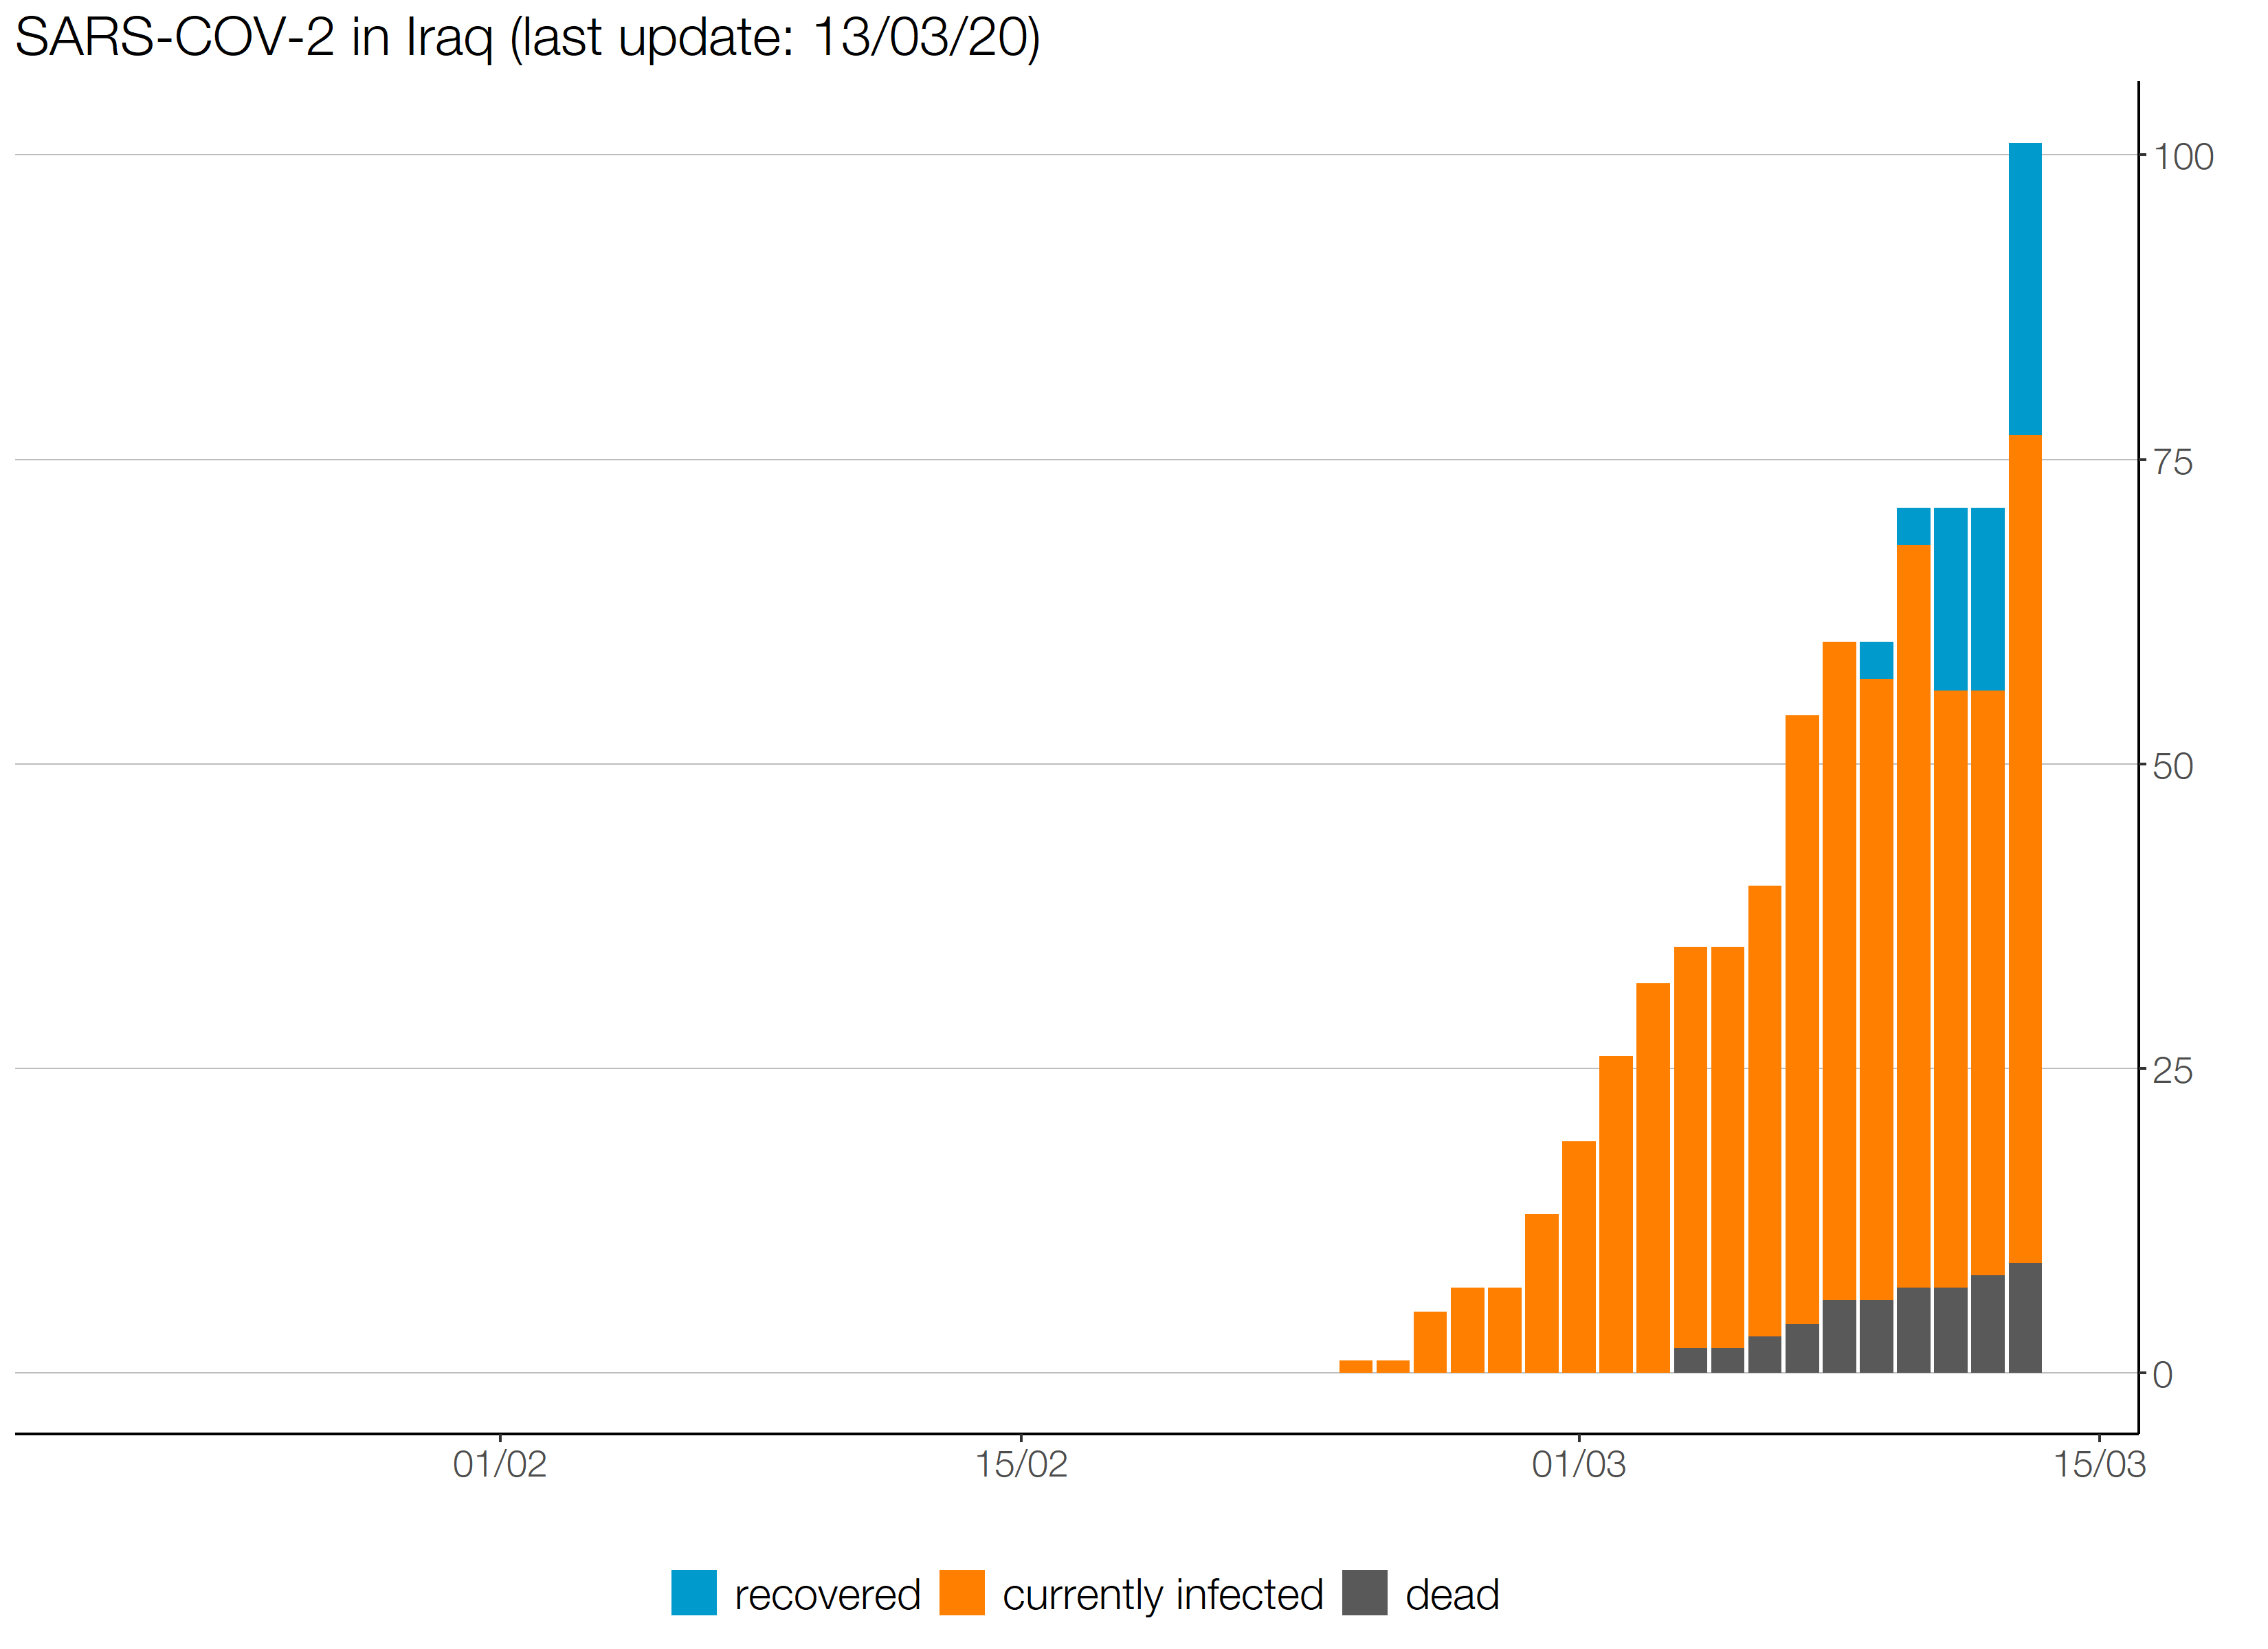 SARS-COV-2 in Iraq (last update: 13/03/20)
100
75
50
25
0
01/02 15/02 01/03 15/03
recovered currently infected dead